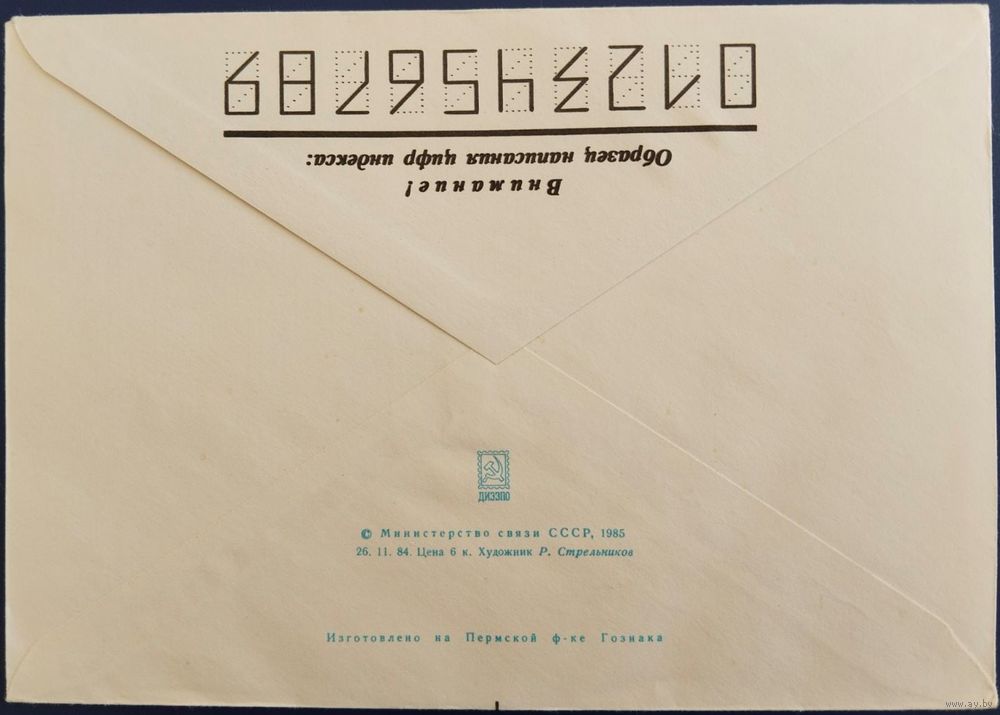 Внимание!
Образец написания цифр индекса:
0123456789
ДИЭЗПО
© Министерство связи СССР, 1985
26. 11. 84. Цена 6 к. Художник Р. Стрельников
Изготовлено на Пермской ф-ке Гознака
www.ay.by